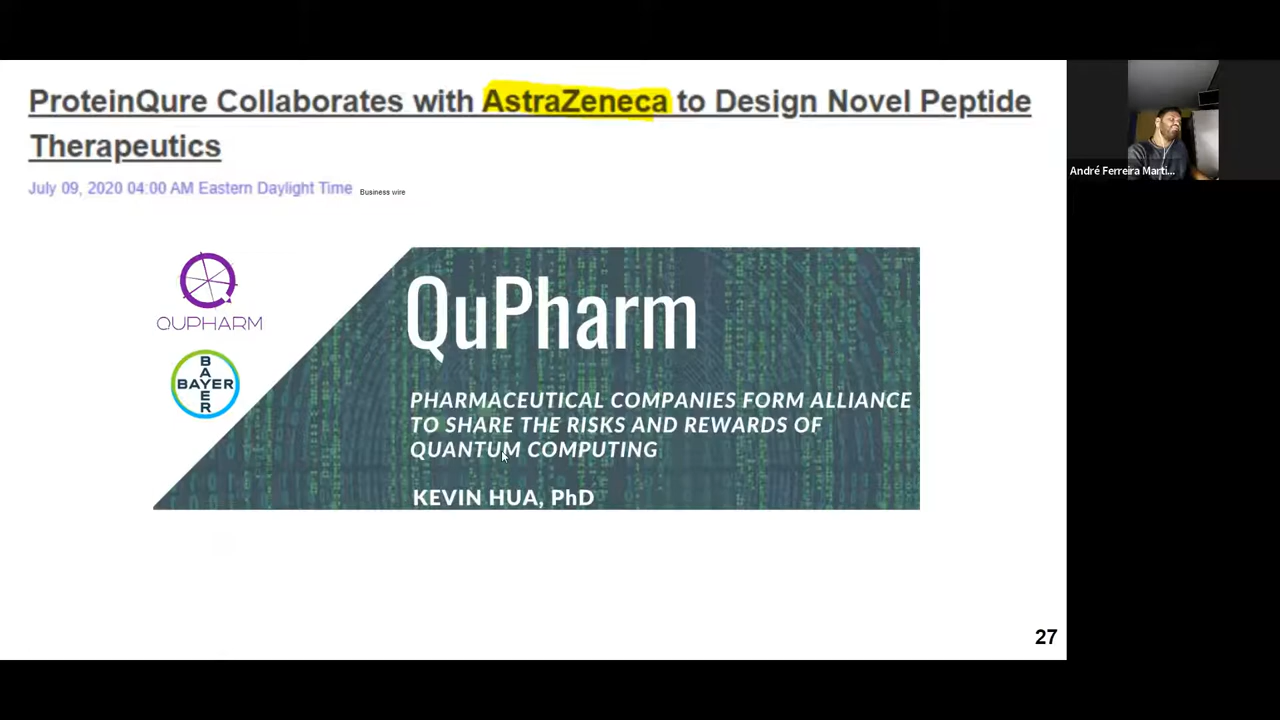 ProteinQure Collaborates with AstraZeneca to Design Novel Peptide
Therapeutics
July 09, 2020 04:00 AM Eastern Daylight Time Business wire
André Ferreira Marti...
QUPHARM
BAYER
BAYER
QuPharm
PHARMACEUTICAL COMPANIES FORM ALLIANCE
TO SHARE THE RISKS AND REWARDS OF
QUANTUM COMPUTING
KEVIN HUA, PhD
27